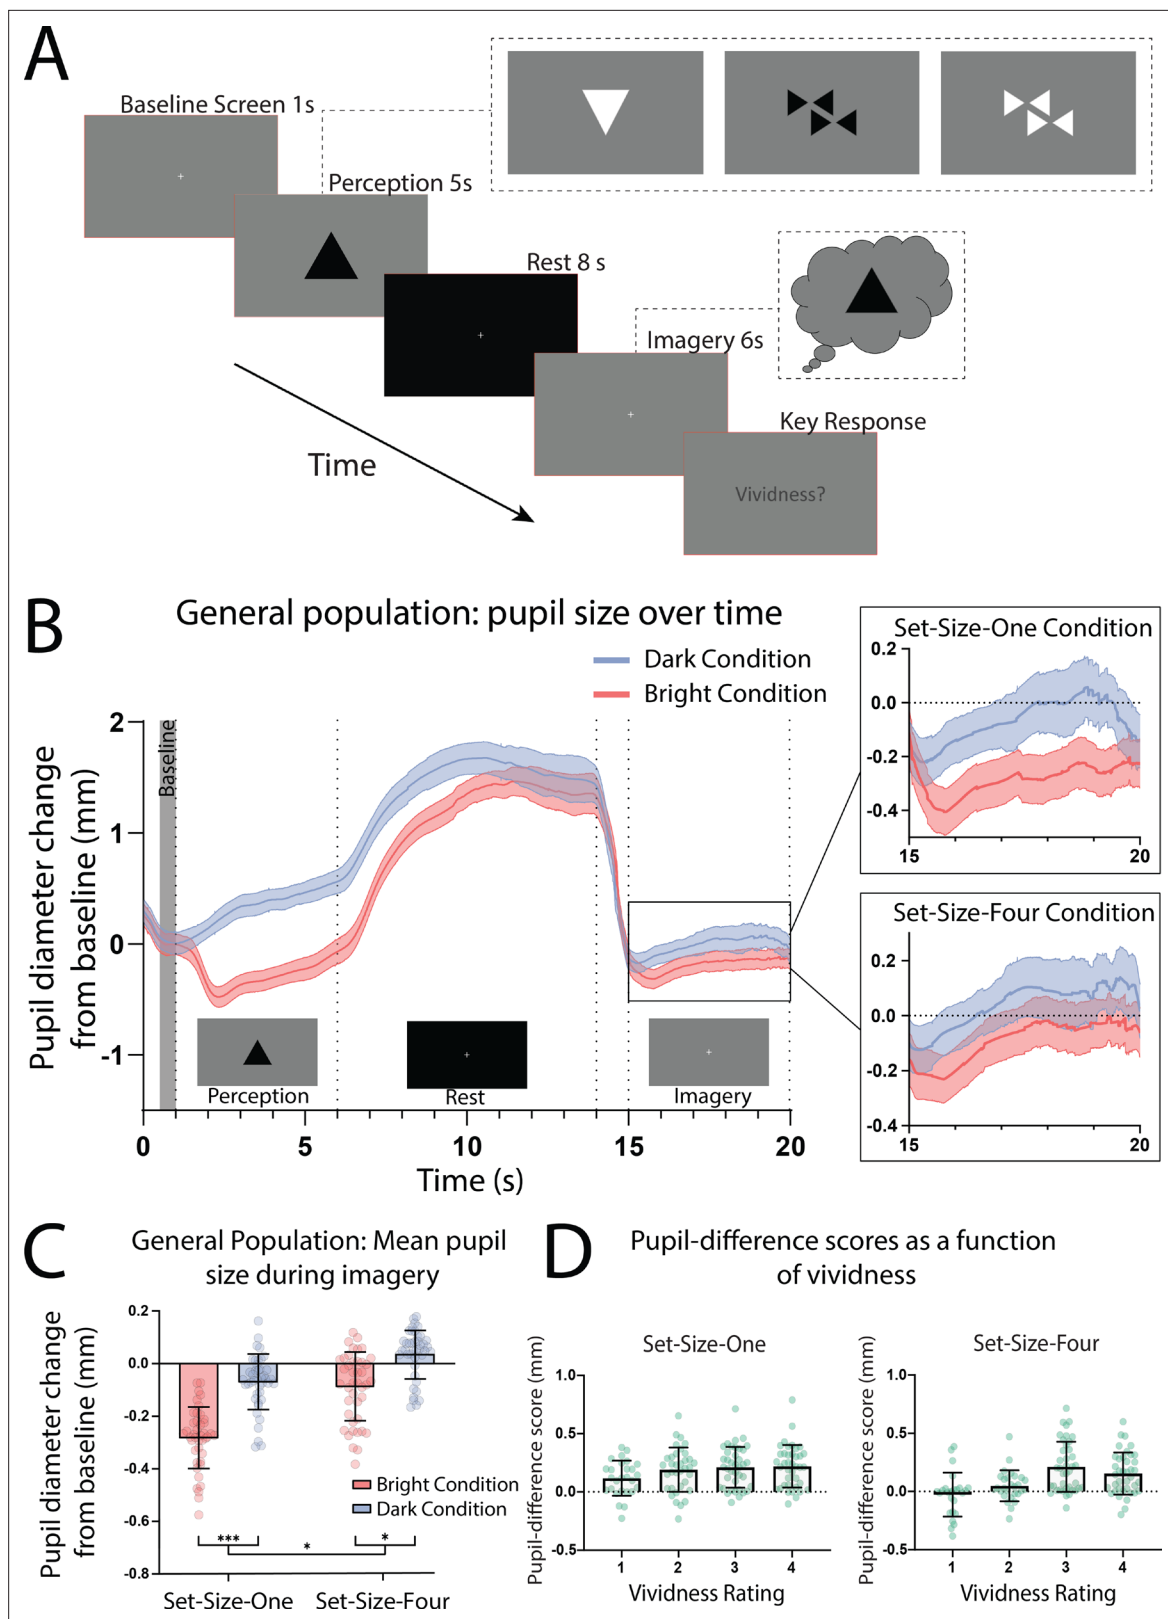 A
Baseline Screen 1s
Perception 5s
Rest 8 s
Imagery 6s
Key Response
Vividness?
Time
B
General population: pupil size over time
Dark Condition
Bright Condition
Pupil diameter change
from baseline (mm)
2
1
0
-1
Baseline
Perception
Rest
Imagery
0
5
10
15
20
Time (s)
Set-Size-One Condition
0.2
0.0
-0.2
-0.4
15
20
Set-Size-Four Condition
0.2
0.0
-0.2
-0.4
15
20
C
General Population: Mean pupil
size during imagery
Pupil diameter change
from baseline (mm)
0.2
0.0
-0.2
-0.4
-0.6
-0.8
Bright Condition
Dark Condition
***
*
*
Set-Size-One
Set-Size-Four
D
Pupil-difference scores as a function
of vividness
Set-Size-One
Pupil-difference score (mm)
1.0
0.5
0.0
-0.5
1
2
3
4
Vividness Rating
Set-Size-Four
Pupil-difference score (mm)
1.0
0.5
0.0
-0.5
1
2
3
4
Vividness Rating